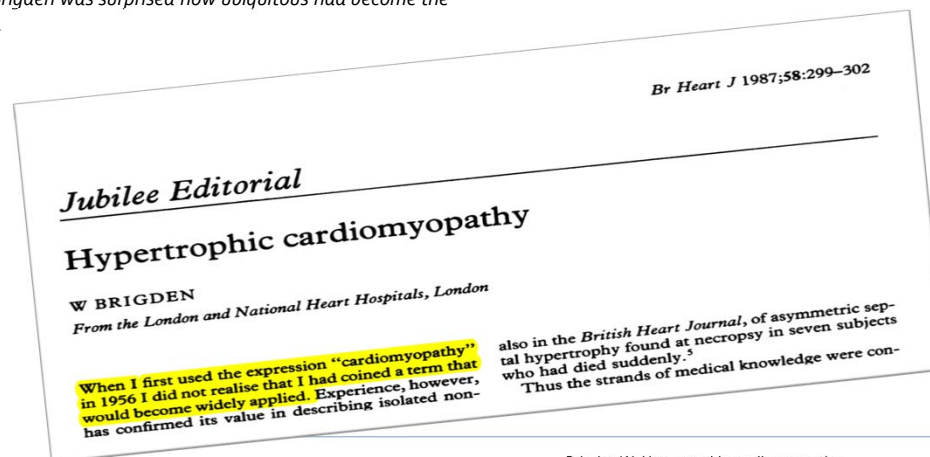 was surprised how ubiquitous had become the
Br Heart J 1987;58:299–302
Jubilee Editorial
Hypertrophic cardiomyopathy
W BRIGDEN
From the London and National Heart Hospitals, London
When I first used the expression “cardiomyopathy”
in 1956 I did not realise that I had coined a term that
would become widely applied. Experience, however,
has confirmed its value in describing isolated non-
also in the British Heart Journal, of asymmetric sep-
tal hypertrophy found at necropsy in seven subjects
who had died suddenly.⁵
Thus the strands of medical knowledge were con-